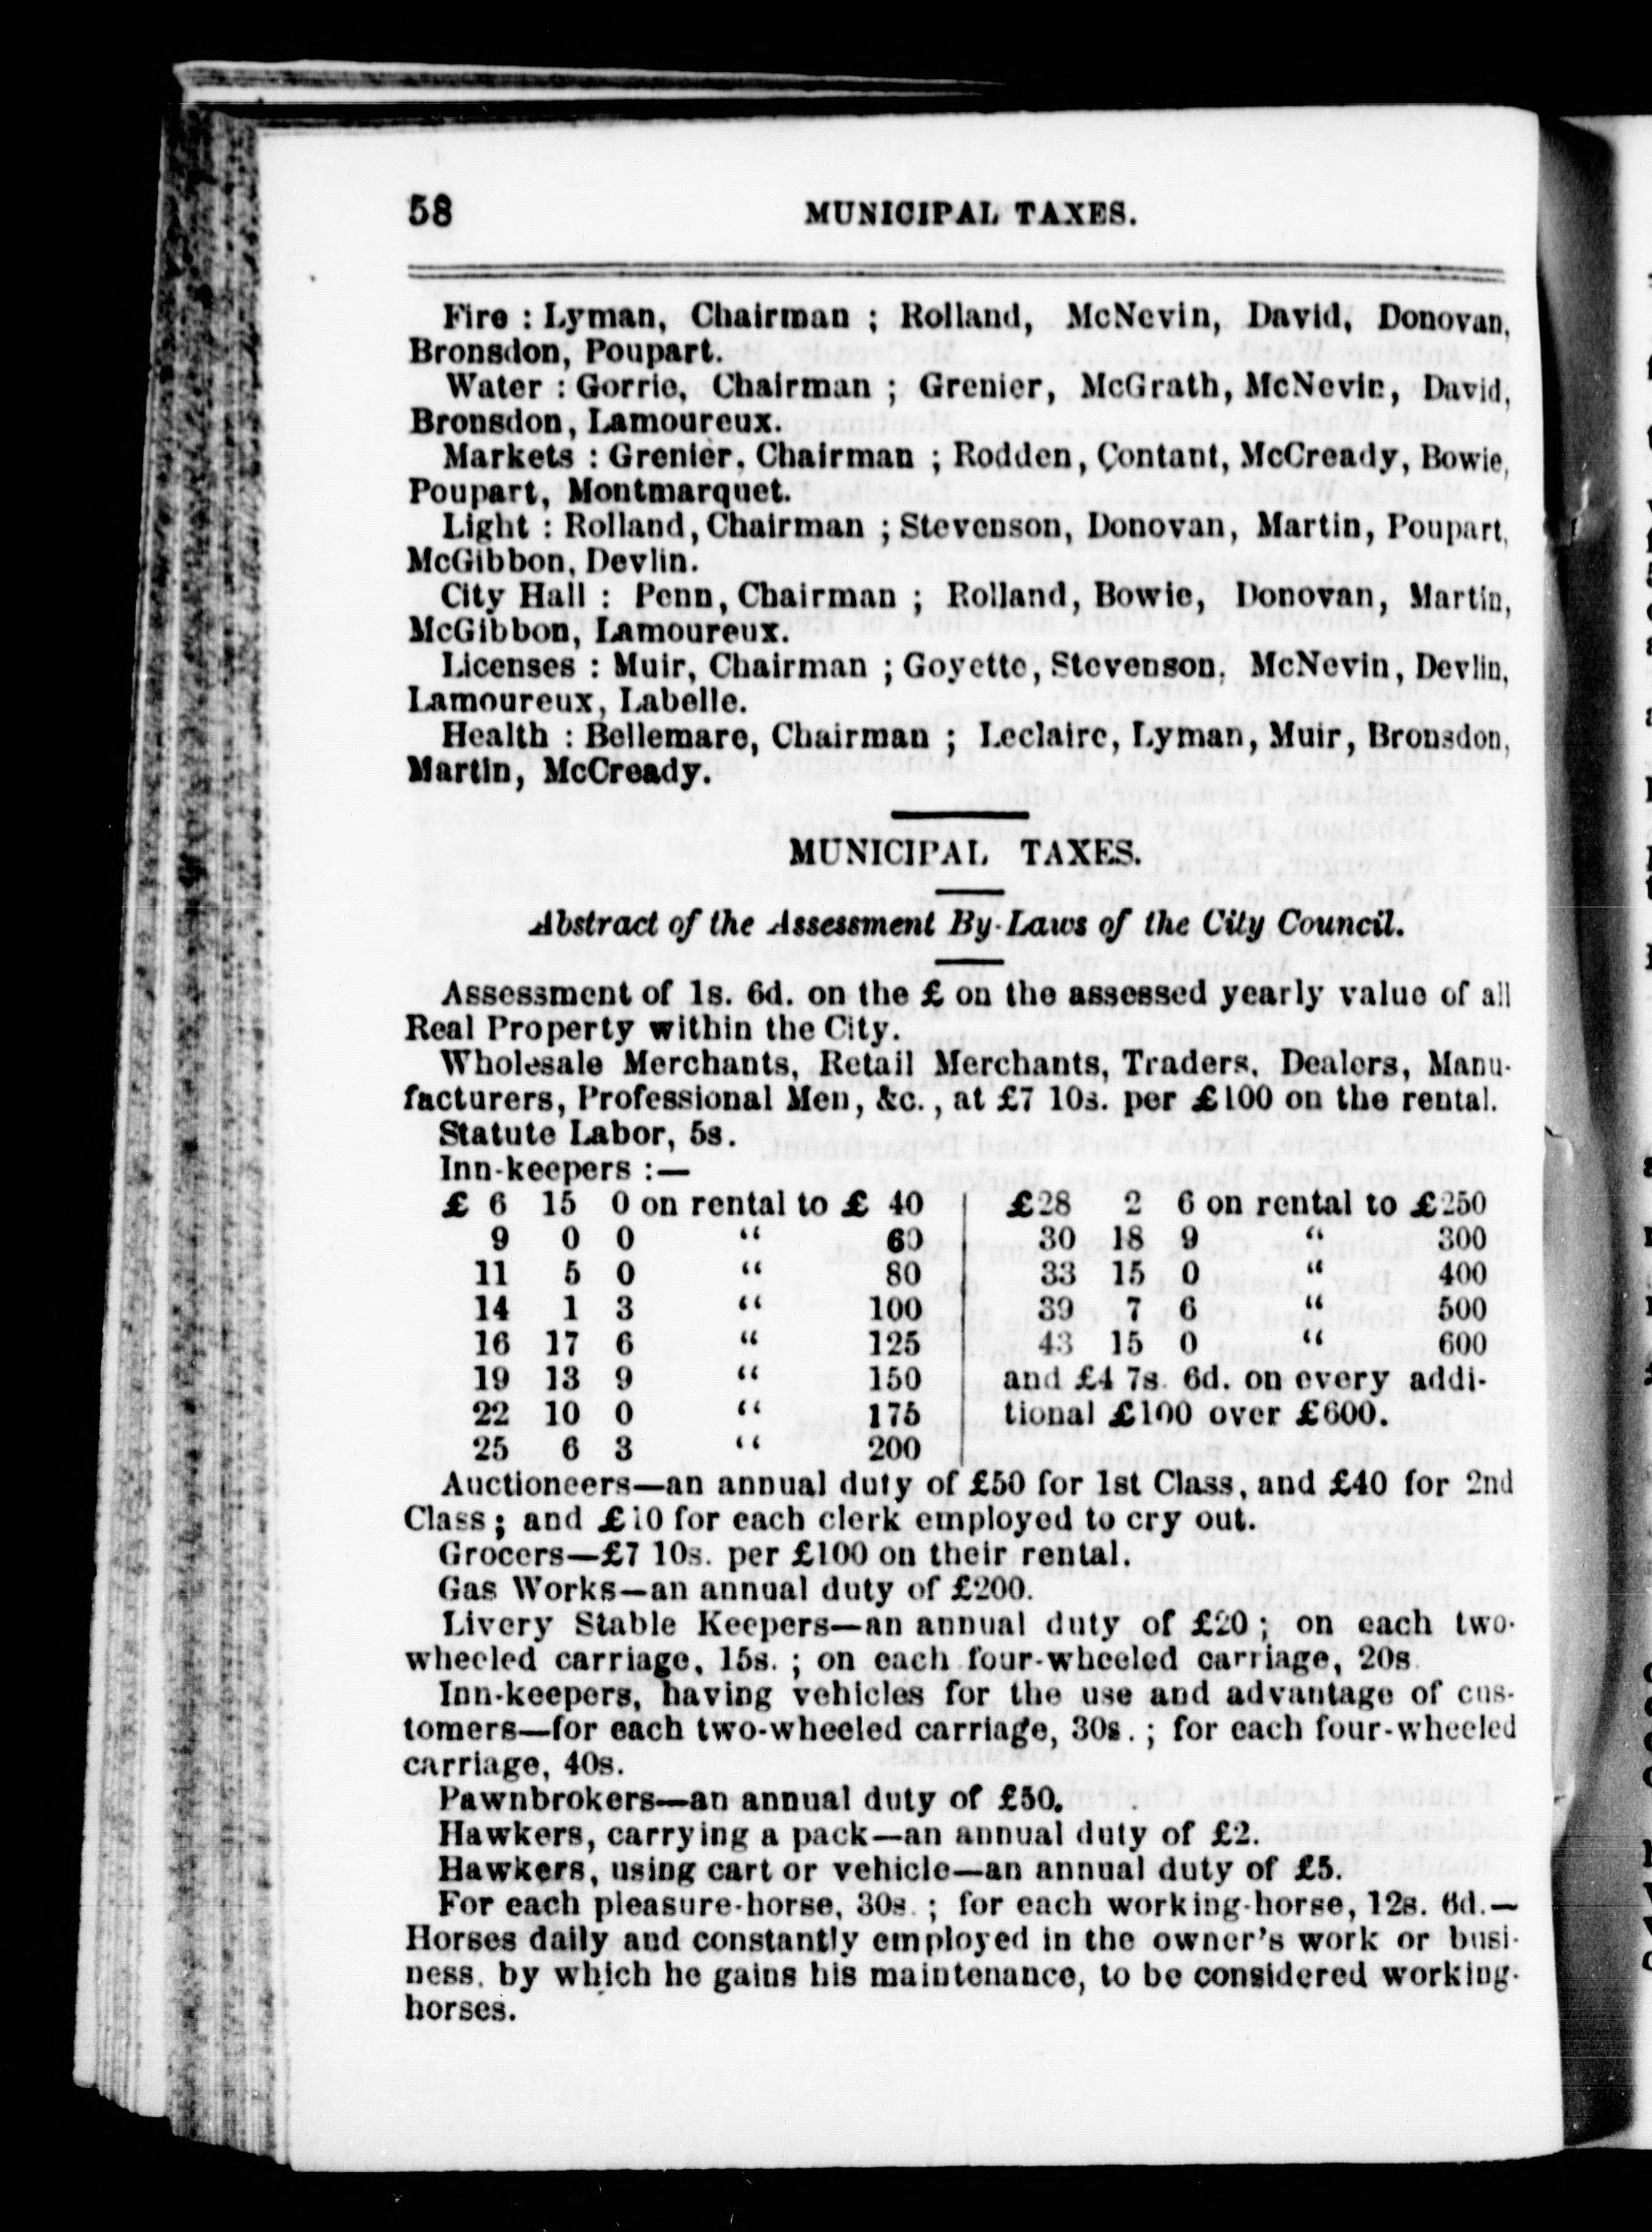 58 MUNICIPAL TAXES.
Fire : Lyman, Chairman ; Rolland, McNevin, David, Donovan,
Bronsdon, Poupart.
Water : Gorrie, Chairman ; Grenier, McGrath, McNevin, David,
Bronsdon, Lamoureux.
Markets : Grenier, Chairman ; Rodden, Contant, McCready, Bowie,
Poupart, Montmarquet.
Light : Rolland, Chairman ; Stevenson, Donovan, Martin, Poupart,
McGibbon, Devlin.
City Hall : Penn, Chairman ; Rolland, Bowie, Donovan, Martin,
McGibbon, Lamoureux.
Licenses : Muir, Chairman ; Goyette, Stevenson, McNevin, Devlin,
Lamoureux, Labelle.
Health : Bellemare, Chairman ; Leclaire, Lyman, Muir, Bronsdon,
Martin, McCready.
MUNICIPAL TAXES.
Abstract of the Assessment By-Laws of the City Council.
Assessment of 1s. 6d. on the £ on the assessed yearly value of all
Real Property within the City.
Wholesale Merchants, Retail Merchants, Traders, Dealers, Manu-
facturers, Professional Men, &c., at £7 10s. per £100 on the rental.
Statute Labor, 5s.
Inn-keepers :—
£ 6 15 0 on rental to £ 40
9 0 0 “ 60
11 5 0 “ 80
14 1 3 “ 100
16 17 6 “ 125
19 13 9 “ 150
22 10 0 “ 175
25 6 3 “ 200
£28 2 6 on rental to £250
30 18 9 “ 300
33 15 0 “ 400
39 7 6 “ 500
43 15 0 “ 600
and £4 7s. 6d. on every addi-
tional £100 over £600.
Auctioneers—an annual duty of £50 for 1st Class, and £40 for 2nd
Class ; and £10 for each clerk employed to cry out.
Grocers—£7 10s. per £100 on their rental.
Gas Works—an annual duty of £200.
Livery Stable Keepers—an annual duty of £20 ; on each two-
wheeled carriage, 15s. ; on each four-wheeled carriage, 20s.
Inn-keepers, having vehicles for the use and advantage of cus-
tomers—for each two-wheeled carriage, 30s. ; for each four-wheeled
carriage, 40s.
Pawnbrokers—an annual duty of £50.
Hawkers, carrying a pack—an annual duty of £2.
Hawkers, using cart or vehicle—an annual duty of £5.
For each pleasure-horse, 30s. ; for each working-horse, 12s. 6d.—
Horses daily and constantly employed in the owner's work or busi-
ness, by which he gains his maintenance, to be considered working-
horses.